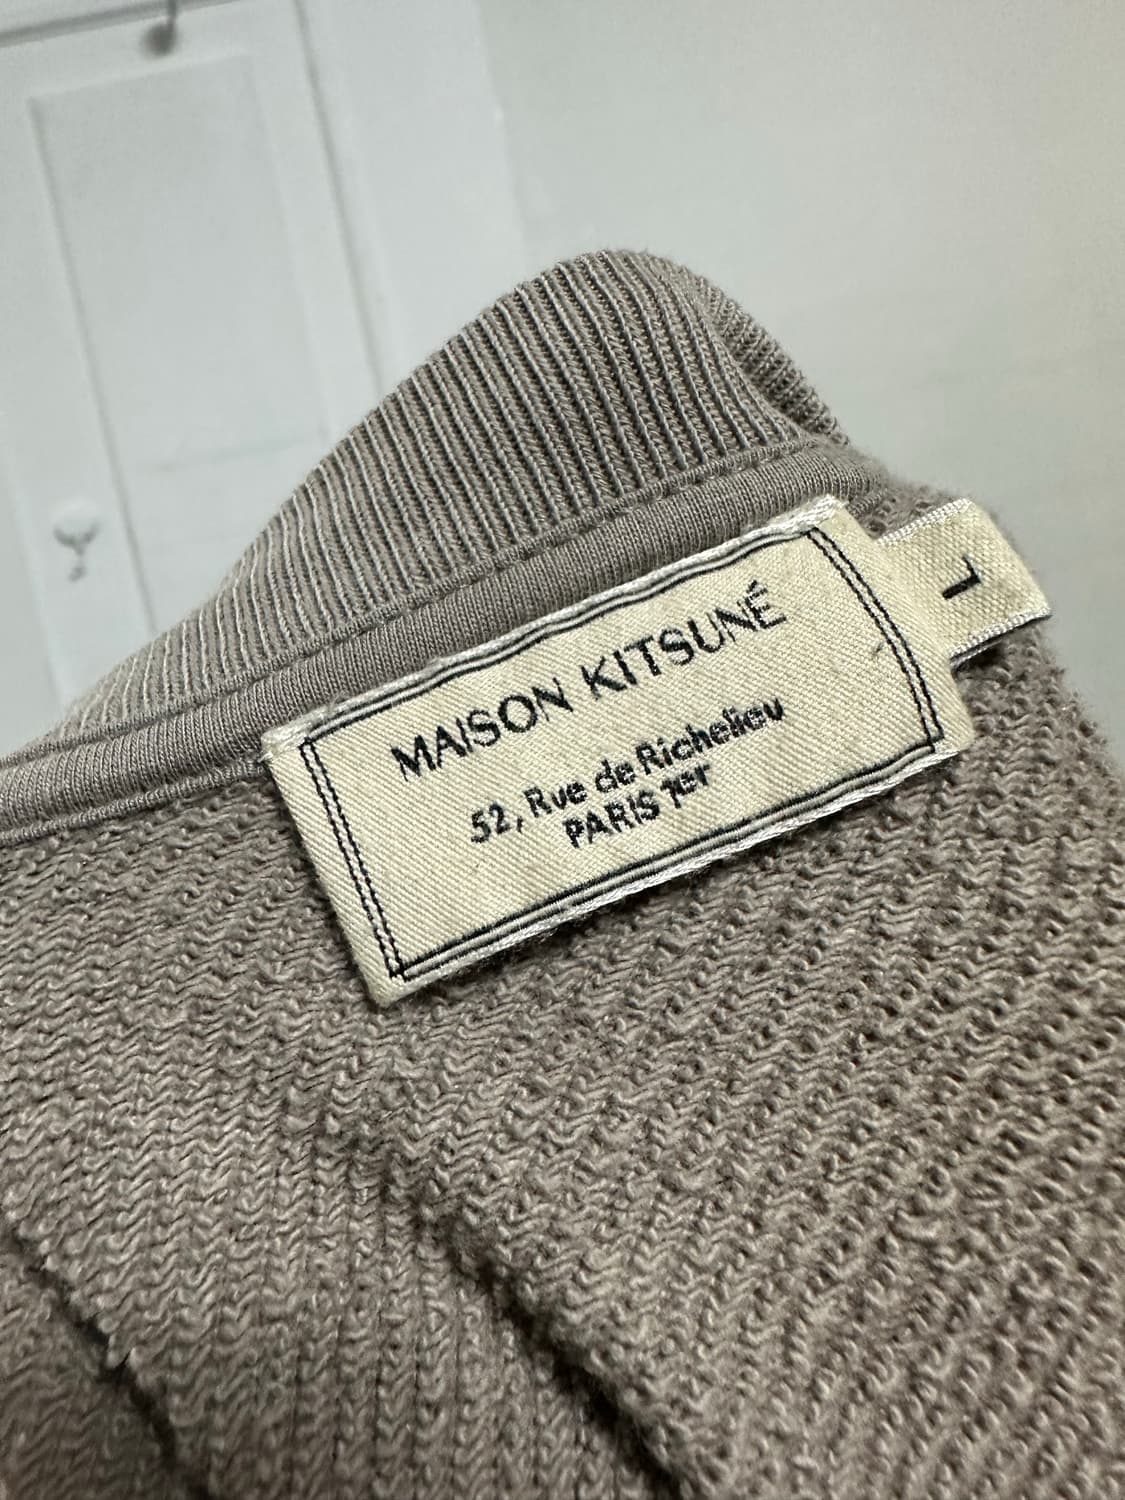 MAISON KITSUNÉ
52, Rue de Richelieu
PARIS 1er
L